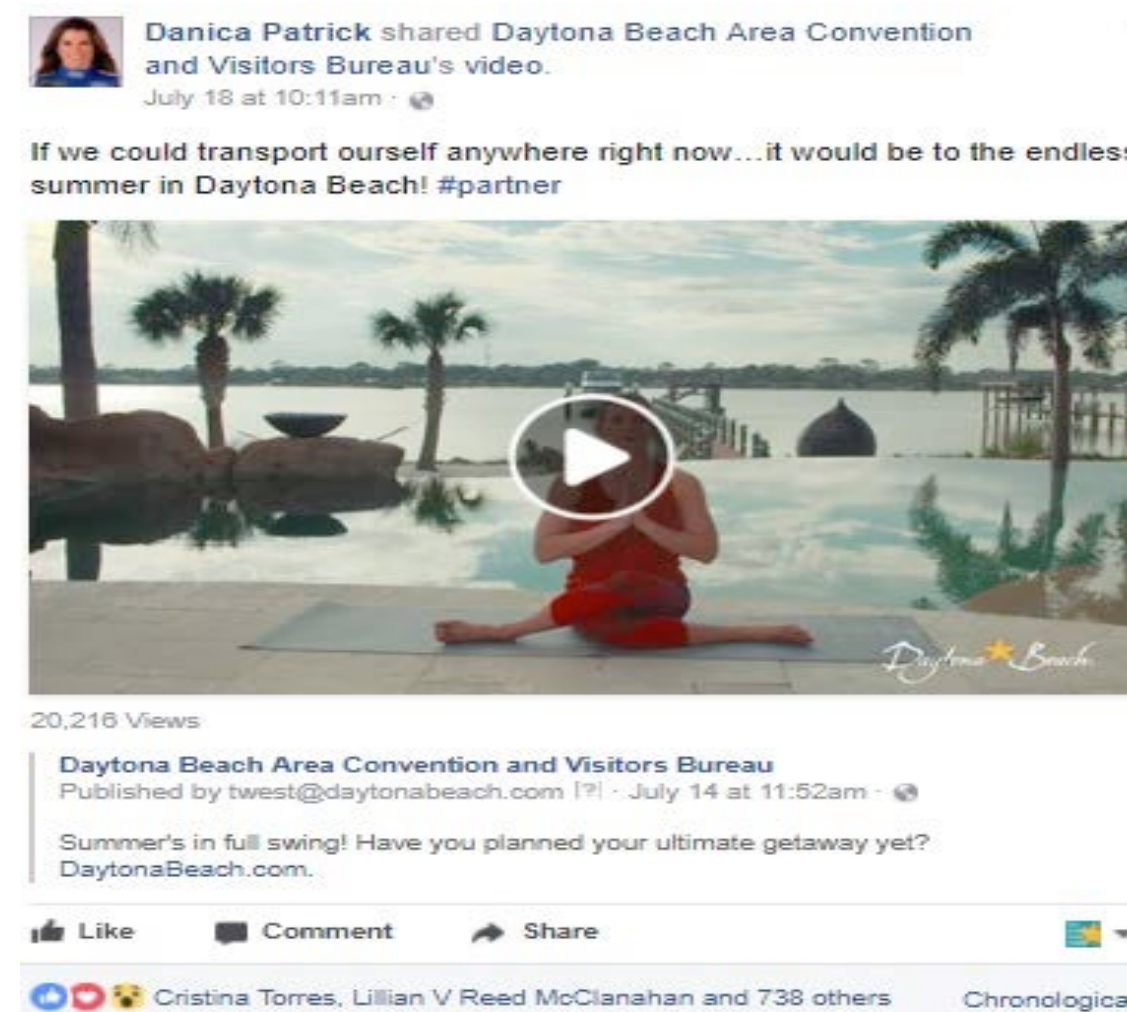 Danica Patrick shared Daytona Beach Area Convention
and Visitors Bureau's video.
July 18 at 10:11am ·
If we could transport ourself anywhere right now...it would be to the endless
summer in Daytona Beach! #partner
Daytona Beach
20,216 Views
Daytona Beach Area Convention and Visitors Bureau
Published by twest@daytonabeach.com [?] · July 14 at 11:52am ·
Summer's in full swing! Have you planned your ultimate getaway yet?
DaytonaBeach.com.
Like Comment Share
Cristina Torres, Lillian V Reed McClanahan and 738 others Chronologica